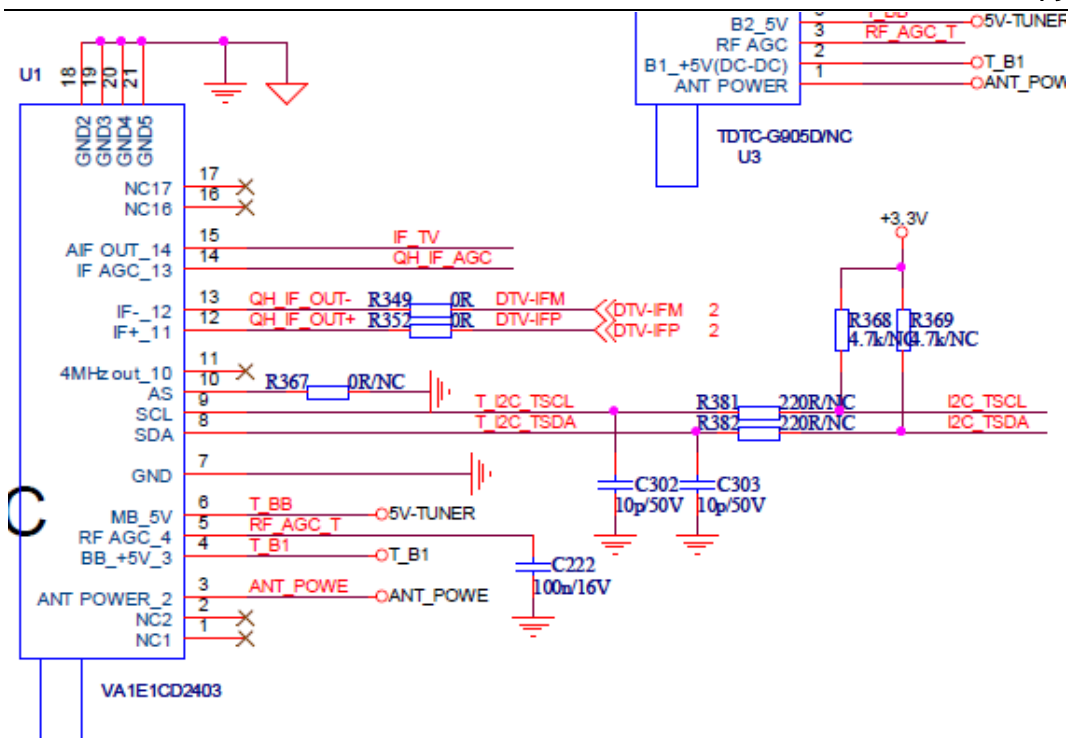 B2_5V
5V-TUNER
RF AGC 3 RF_AGC_T
B1_+5V(DC-DC) 2 T_B1
ANT POWER 1 ANT_POW
TDTC-G905D/NC
U3
U1
18 19 20 21
GND2 GND3 GND4 GND5
NC17 17
NC16 16
AIF OUT_14 15 IF_TV
IF AGC_13 14 QH_IF_AGC
IF-_12 13 QH_IF_OUT- R349 0R DTV-IFM DTV-IFM 2
IF+_11 12 QH_IF_OUT+ R352 0R DTV-IFP DTV-IFP 2
4MHzout_10 11
AS 10 R367 0R/NC
SCL 9 T_I2C_TSCL R381 220R/NC I2C_TSCL
SDA 8 T_I2C_TSDA R382 220R/NC I2C_TSDA
+3.3V
R368 R369
4.7k/NC 4.7k/NC
GND 7
C302 C303
10p/50V 10p/50V
MB_5V 6 T_BB 5V-TUNER
RF AGC_4 5 RF_AGC_T
BB_+5V_3 4 T_B1 T_B1
C222
100n/16V
ANT POWER_2 3 ANT_POWE ANT_POWE
NC2 2
NC1 1
C
VA1E1CD2403